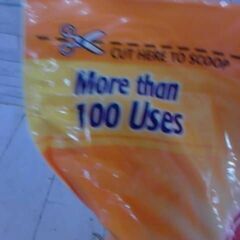 CUT HERE TO SCOOP
More than
100 Uses